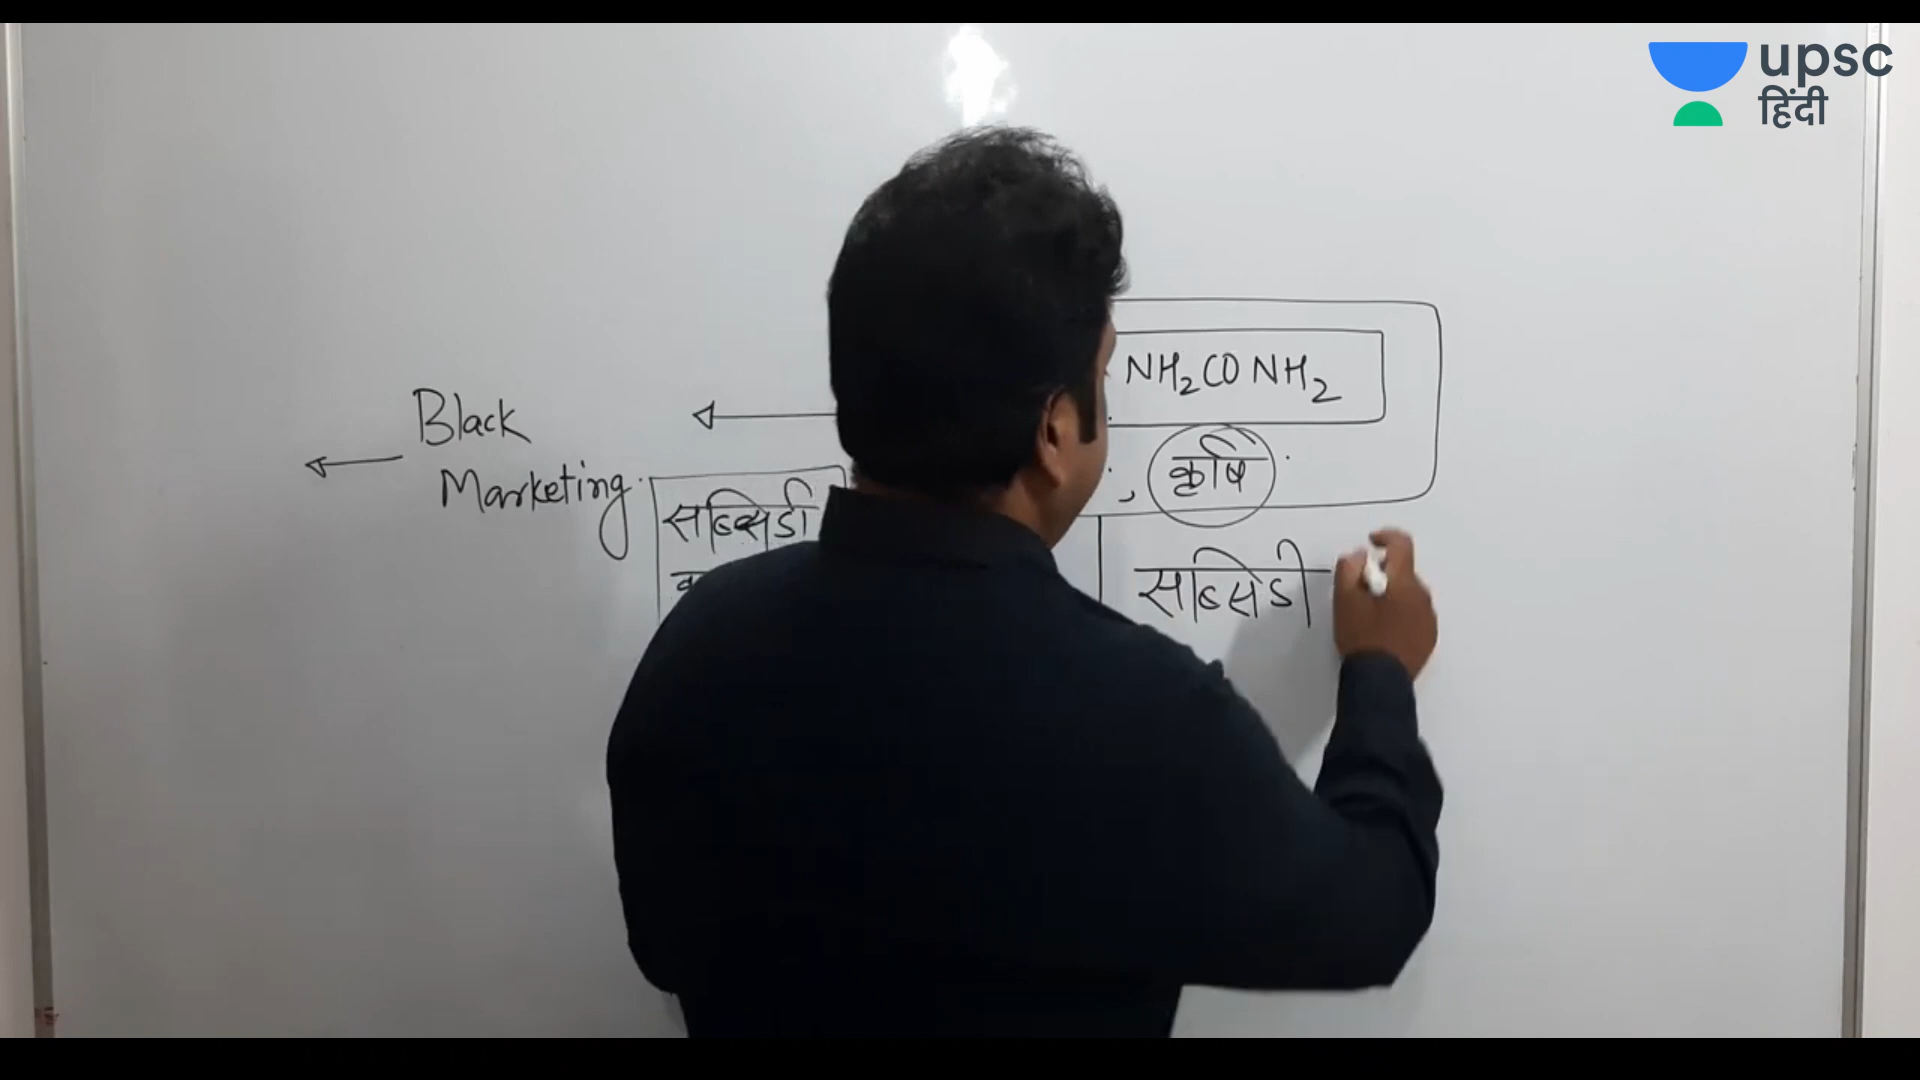 upsc
हिंदी
NH₂CONH₂
Black
Marketing
कृषि
सब्सिडी
सब्सिडी